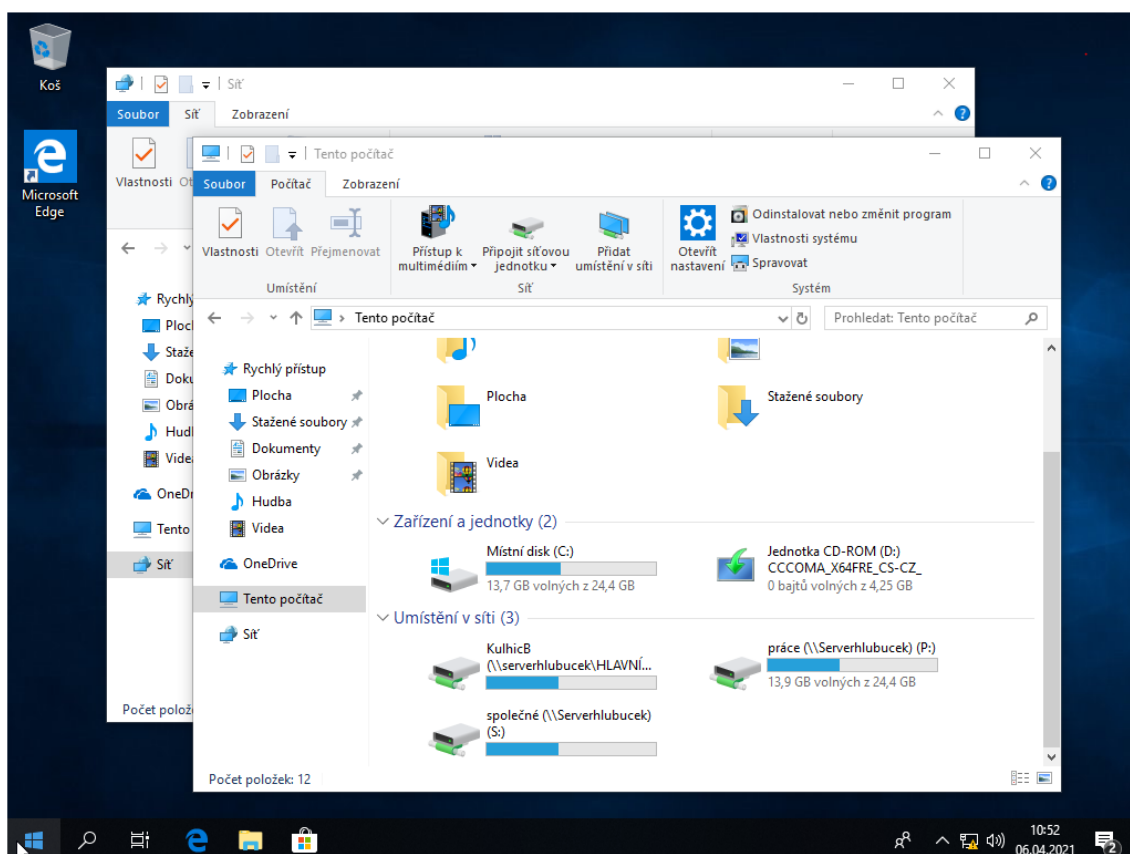 Koš
Microsoft
Edge
Síť
Soubor
Síť
Zobrazení
Vlastnosti
Rychlý
OneDr
Tento
Síť
Počet polož
Tento počítač
Soubor
Počítač
Zobrazení
Vlastnosti
Otevřít
Přejmenovat
Umístění
Přístup k
multimédiím
Připojit síťovou
jednotku
Přidat
umístění v síti
Síť
Otevřít
nastavení
Odinstalovat nebo změnit program
Vlastnosti systému
Spravovat
Systém
Tento počítač
Prohledat: Tento počítač
Rychlý přístup
Plocha
Stažené soubory
Dokumenty
Obrázky
Hudba
Videa
OneDrive
Tento počítač
Síť
Plocha
Stažené soubory
Videa
Zařízení a jednotky (2)
Místní disk (C:)
13,7 GB volných z 24,4 GB
Jednotka CD-ROM (D:)
CCCOMA_X64FRE_CS-CZ_
0 bajtů volných z 4,25 GB
Umístění v síti (3)
KulhicB
(\\serverhlubucek\HLAVNÍ...
práce (\\Serverhlubucek) (P:)
13,9 GB volných z 24,4 GB
společné (\\Serverhlubucek)
(S:)
Počet položek: 12
10:52
06.04.2021
2